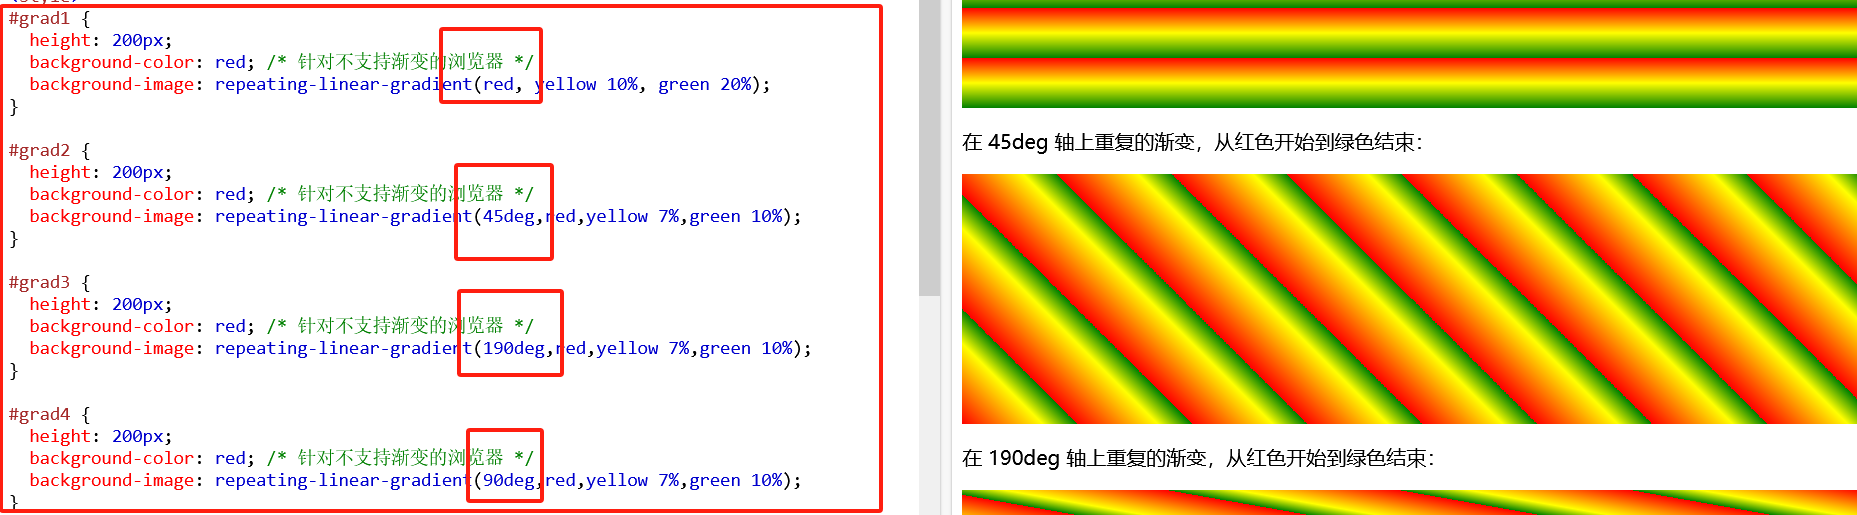 #grad1 {
height: 200px;
background-color: red; /* 针对不支持渐变的浏览器 */
background-image: repeating-linear-gradient(red, yellow 10%, green 20%);
}
#grad2 {
height: 200px;
background-color: red; /* 针对不支持渐变的浏览器 */
background-image: repeating-linear-gradient(45deg,red,yellow 7%,green 10%);
}
#grad3 {
height: 200px;
background-color: red; /* 针对不支持渐变的浏览器 */
background-image: repeating-linear-gradient(190deg,red,yellow 7%,green 10%);
}
#grad4 {
height: 200px;
background-color: red; /* 针对不支持渐变的浏览器 */
background-image: repeating-linear-gradient(90deg,red,yellow 7%,green 10%);
}
在 45deg 轴上重复的渐变，从红色开始到绿色结束：
在 190deg 轴上重复的渐变，从红色开始到绿色结束：